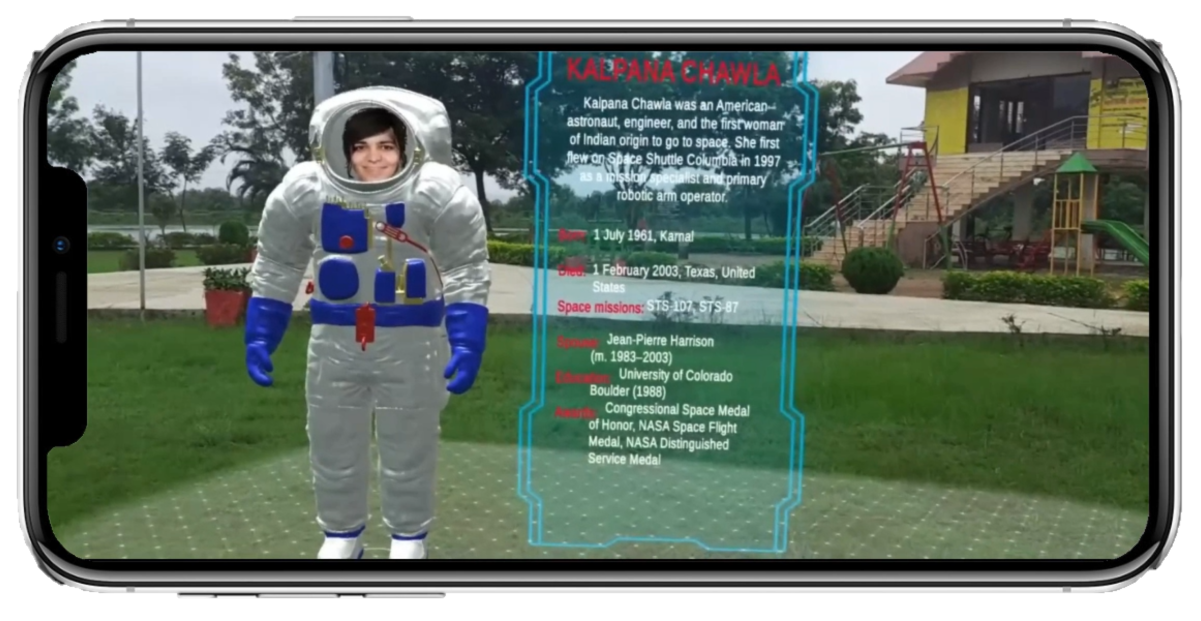 KALPANA CHAWLA
Kalpana Chawla was an American
astronaut, engineer, and the first woman
of Indian origin to go to space. She first
flew on Space Shuttle Columbia in 1997
as a mission specialist and primary
robotic arm operator.
Born: 1 July 1961, Karnal
Died: 1 February 2003, Texas, United
States
Space missions: STS-107, STS-87
Spouse: Jean-Pierre Harrison
(m. 1983–2003)
Education: University of Colorado
Boulder (1988)
Awards: Congressional Space Medal
of Honor, NASA Space Flight
Medal, NASA Distinguished
Service Medal